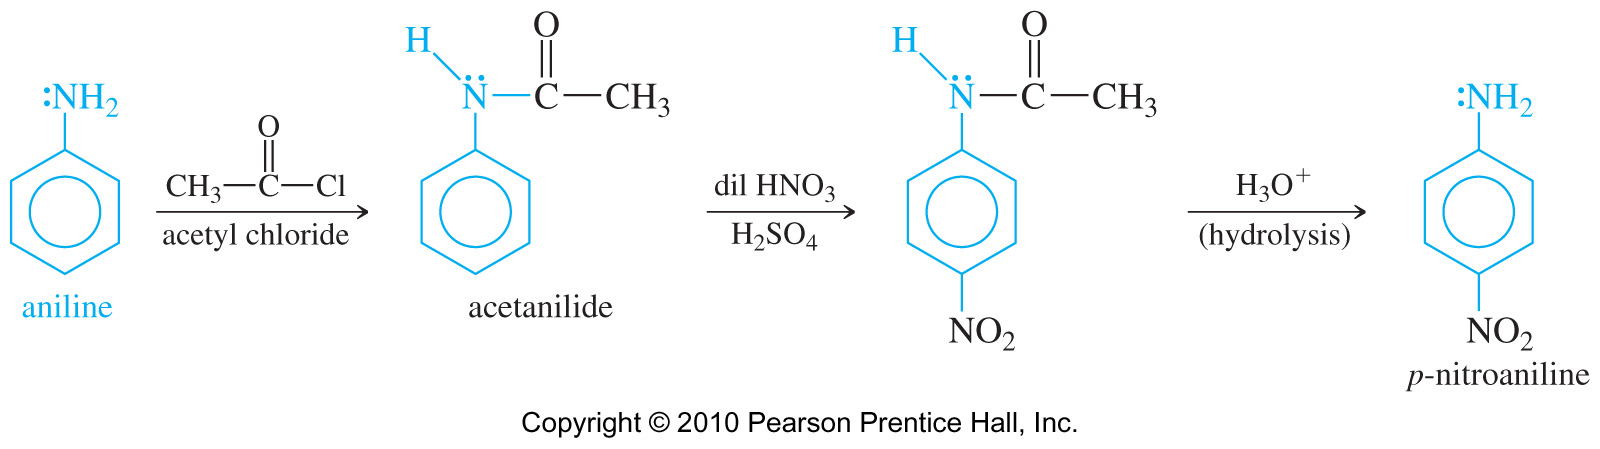 :NH₂
aniline
O
CH₃—C—Cl
acetyl chloride
H
O
N—C—CH₃
acetanilide
dil HNO₃
H₂SO₄
H
O
N—C—CH₃
NO₂
H₃O⁺
(hydrolysis)
:NH₂
NO₂
p-nitroaniline
Copyright © 2010 Pearson Prentice Hall, Inc.